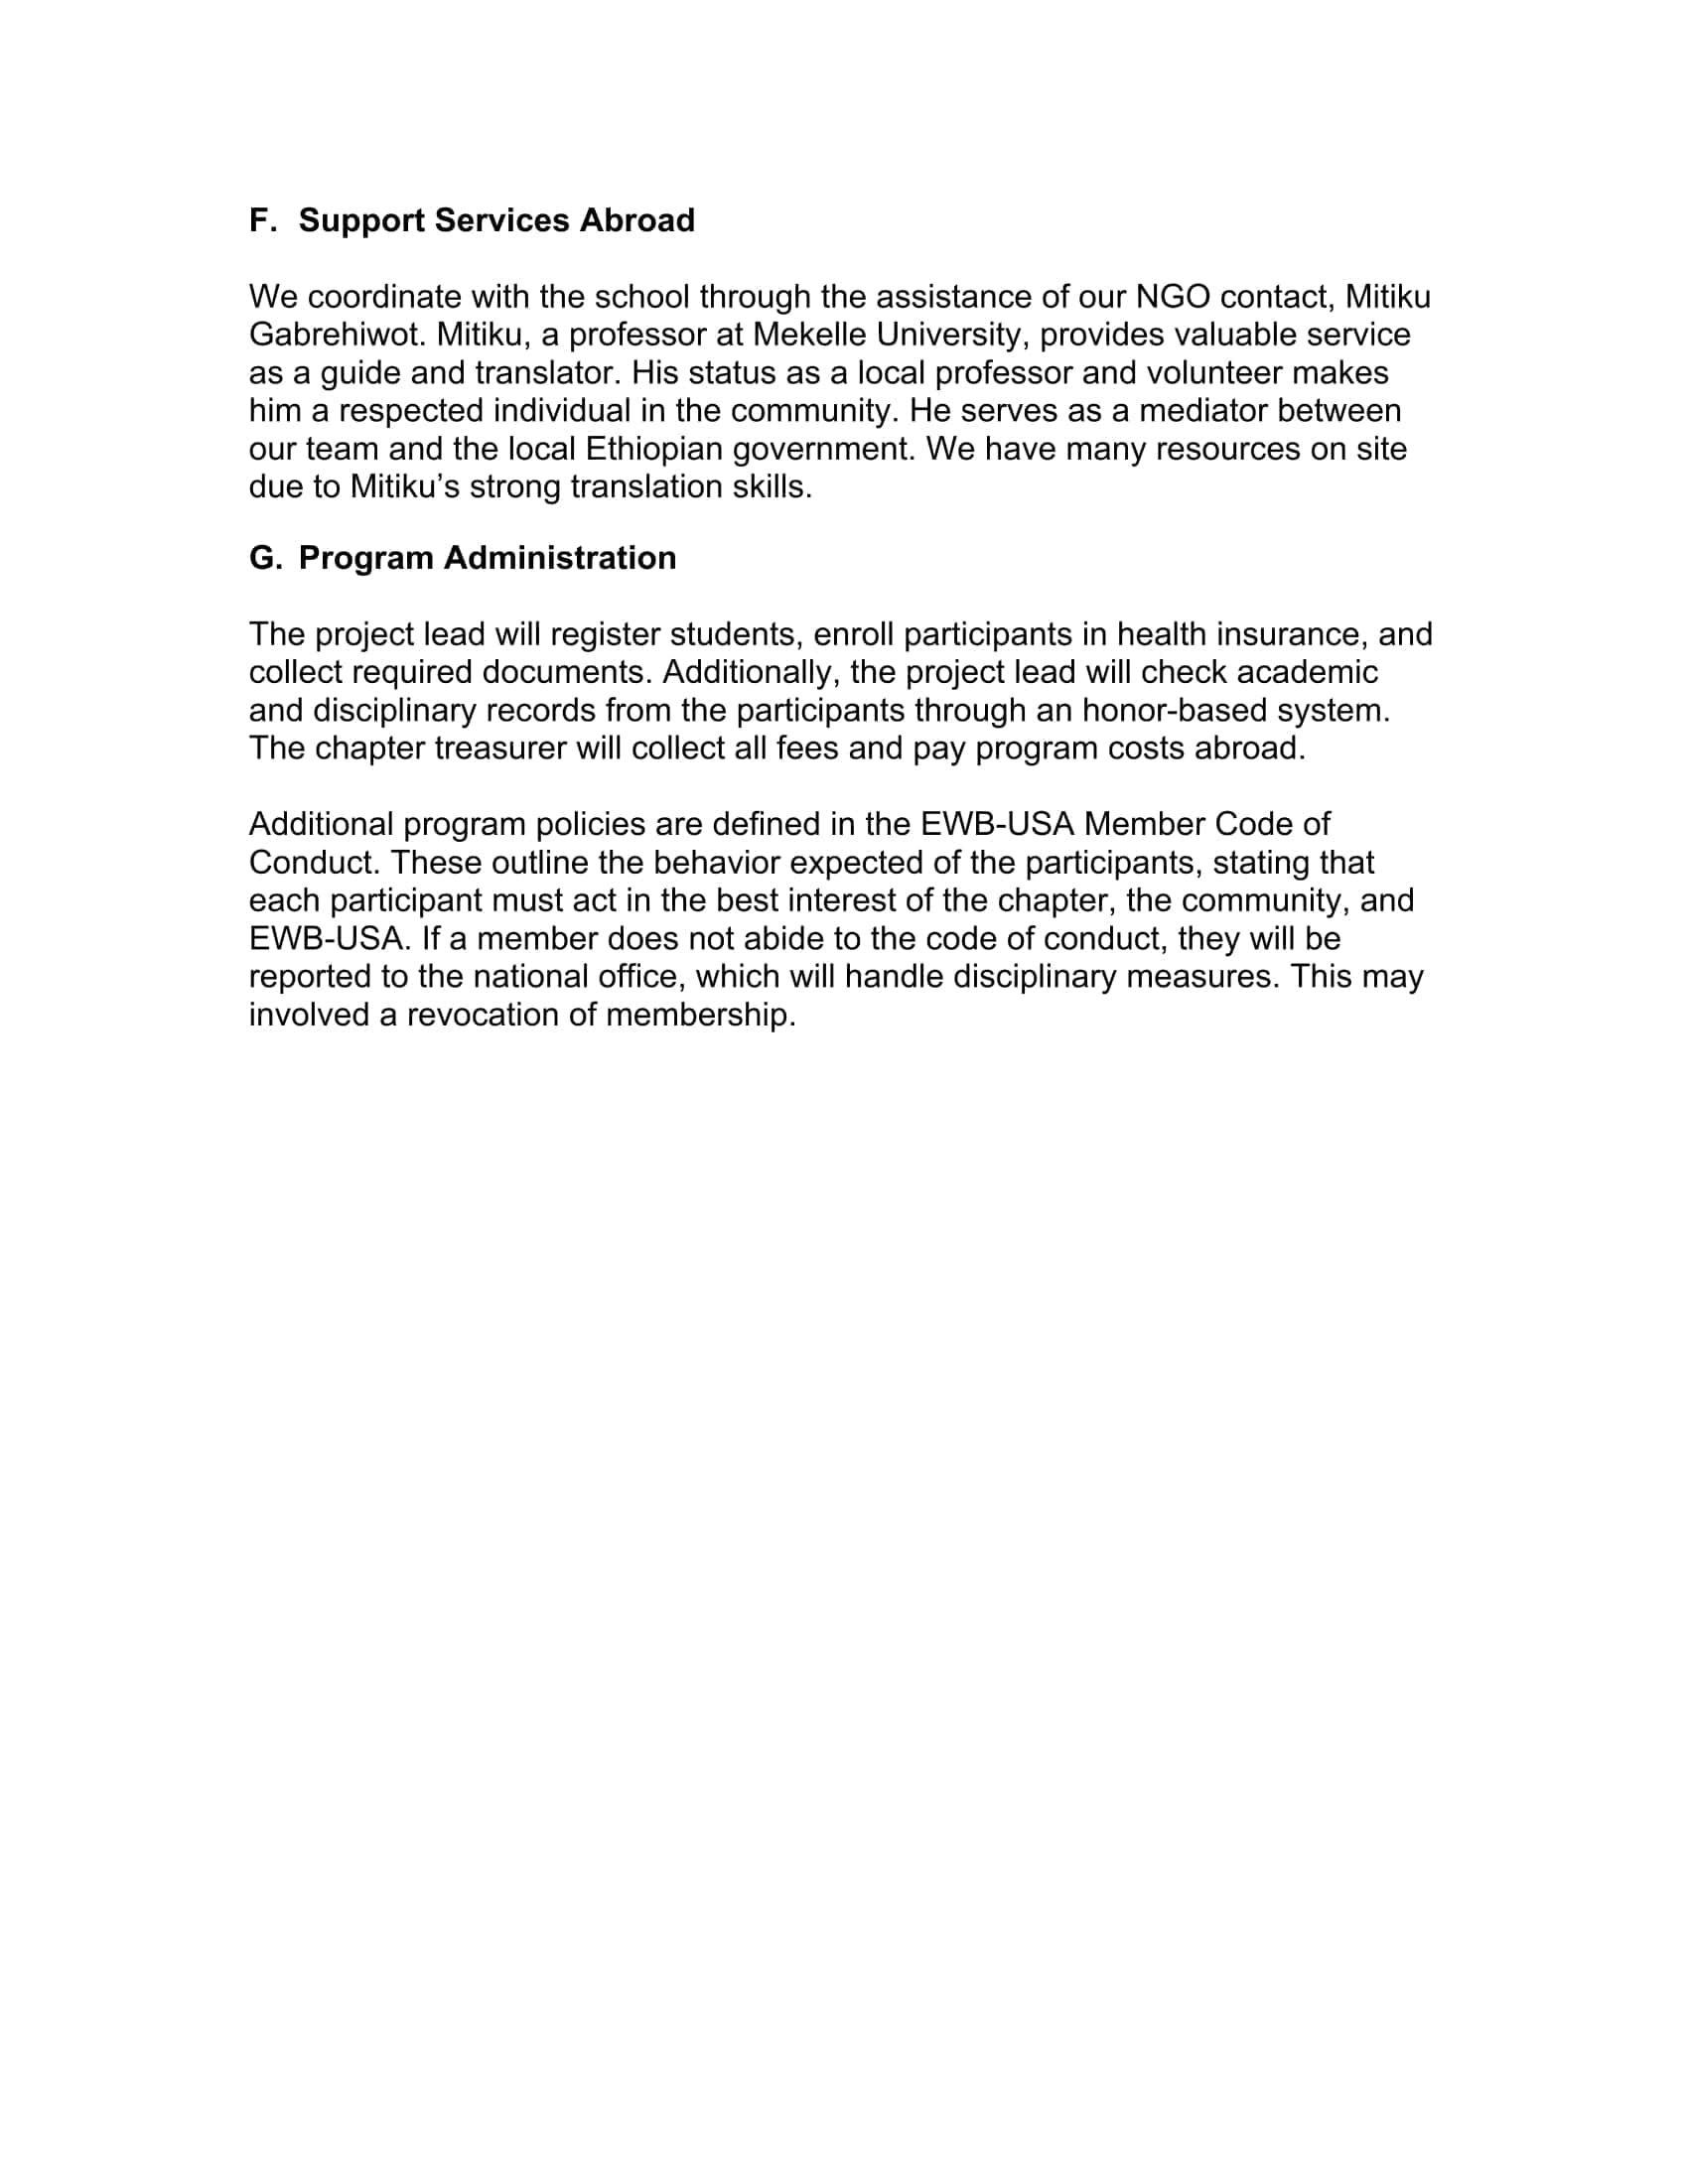 F. Support Services Abroad
We coordinate with the school through the assistance of our NGO contact, Mitiku
Gabrehiwot. Mitiku, a professor at Mekelle University, provides valuable service
as a guide and translator. His status as a local professor and volunteer makes
him a respected individual in the community. He serves as a mediator between
our team and the local Ethiopian government. We have many resources on site
due to Mitiku’s strong translation skills.
G. Program Administration
The project lead will register students, enroll participants in health insurance, and
collect required documents. Additionally, the project lead will check academic
and disciplinary records from the participants through an honor-based system.
The chapter treasurer will collect all fees and pay program costs abroad.
Additional program policies are defined in the EWB-USA Member Code of
Conduct. These outline the behavior expected of the participants, stating that
each participant must act in the best interest of the chapter, the community, and
EWB-USA. If a member does not abide to the code of conduct, they will be
reported to the national office, which will handle disciplinary measures. This may
involved a revocation of membership.